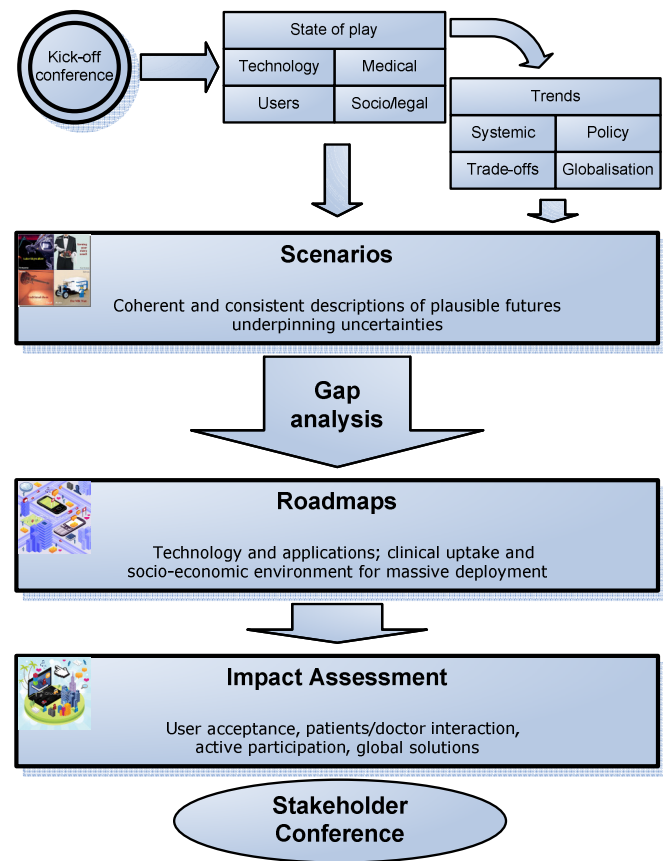 Kick-off
conference
State of play
Technology
Medical
Users
Socio/legal
Trends
Systemic
Policy
Trade-offs
Globalisation
Scenarios
Coherent and consistent descriptions of plausible futures
underpinning uncertainties
Gap
analysis
Roadmaps
Technology and applications; clinical uptake and
socio-economic environment for massive deployment
Impact Assessment
User acceptance, patients/doctor interaction,
active participation, global solutions
Stakeholder
Conference